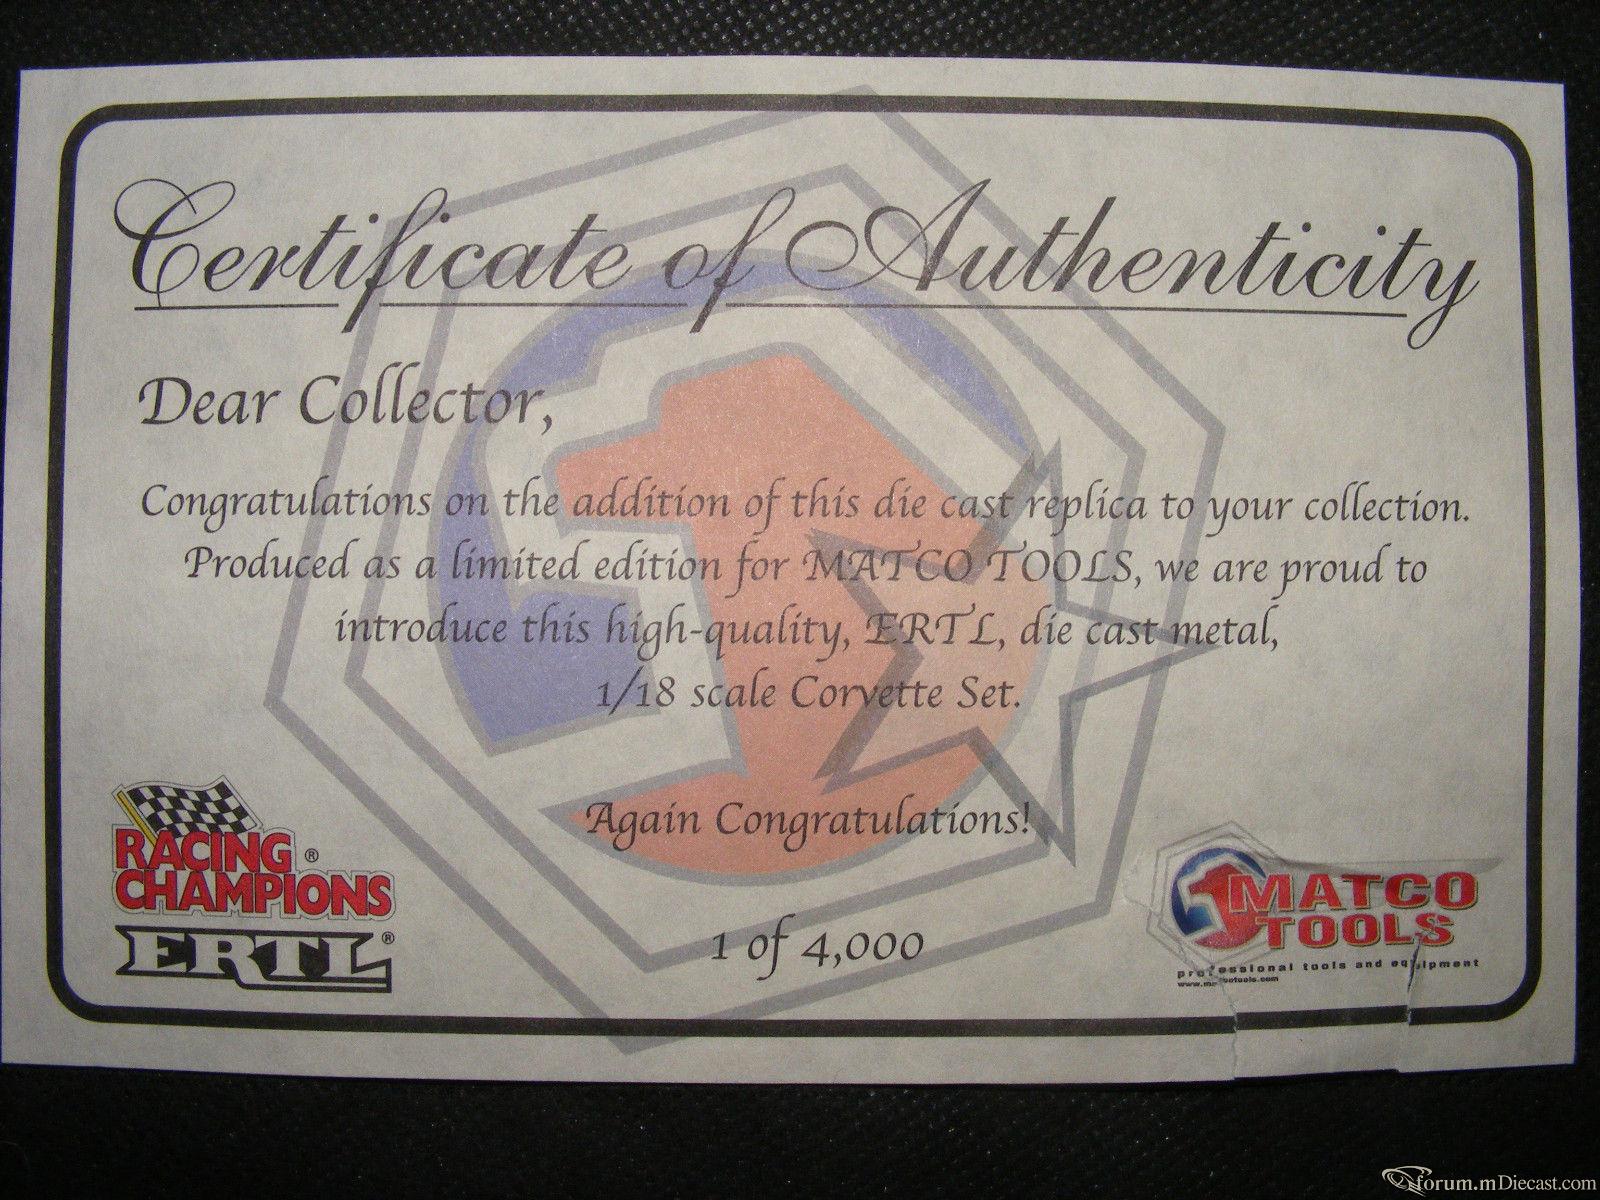 Certificate of Authenticity
Dear Collector,
Congratulations on the addition of this die cast replica to your collection.
Produced as a limited edition for MATCO TOOLS, we are proud to
introduce this high-quality, ERTL, die cast metal,
1/18 scale Corvette Set.
Again Congratulations!
1 of 4,000
RACING ®
CHAMPIONS
ERTL ®
MATCO
TOOLS
professional tools and equipment
www.matcotools.com
forum.mDiecast.com